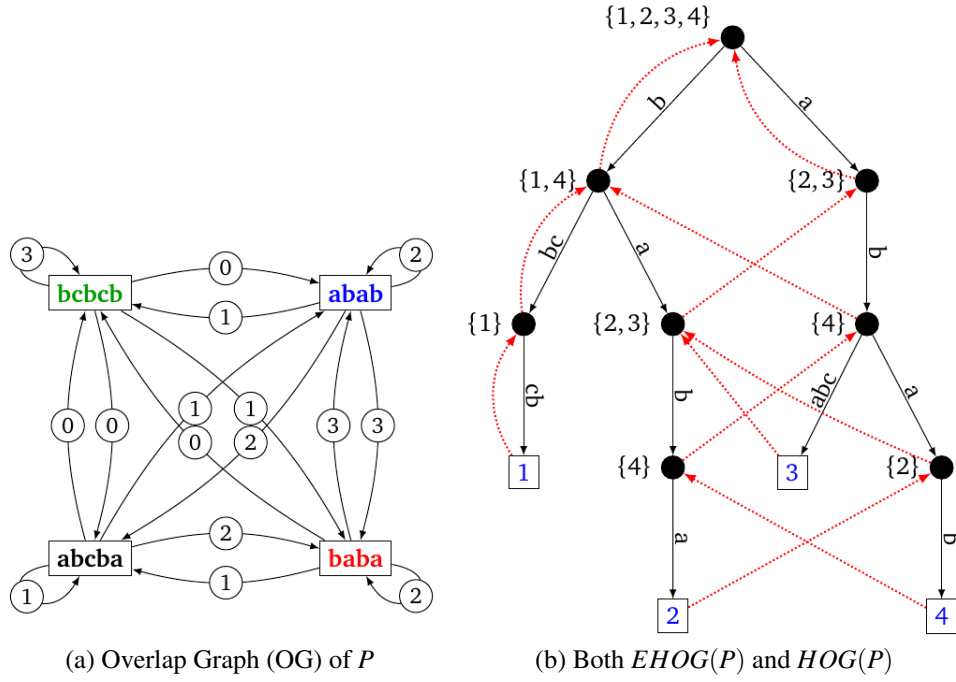 {1, 2, 3, 4}
b
a
{1, 4}
{2, 3}
bc
a
b
3
0
2
bcbcb
abab
1
{1}
{2, 3}
{4}
cb
b
abc
a
0
0
1
1
3
3
0
2
1
{4}
3
{2}
a
b
2
abcba
baba
1
1
2
2
4
(a) Overlap Graph (OG) of P
(b) Both EHOG(P) and HOG(P)